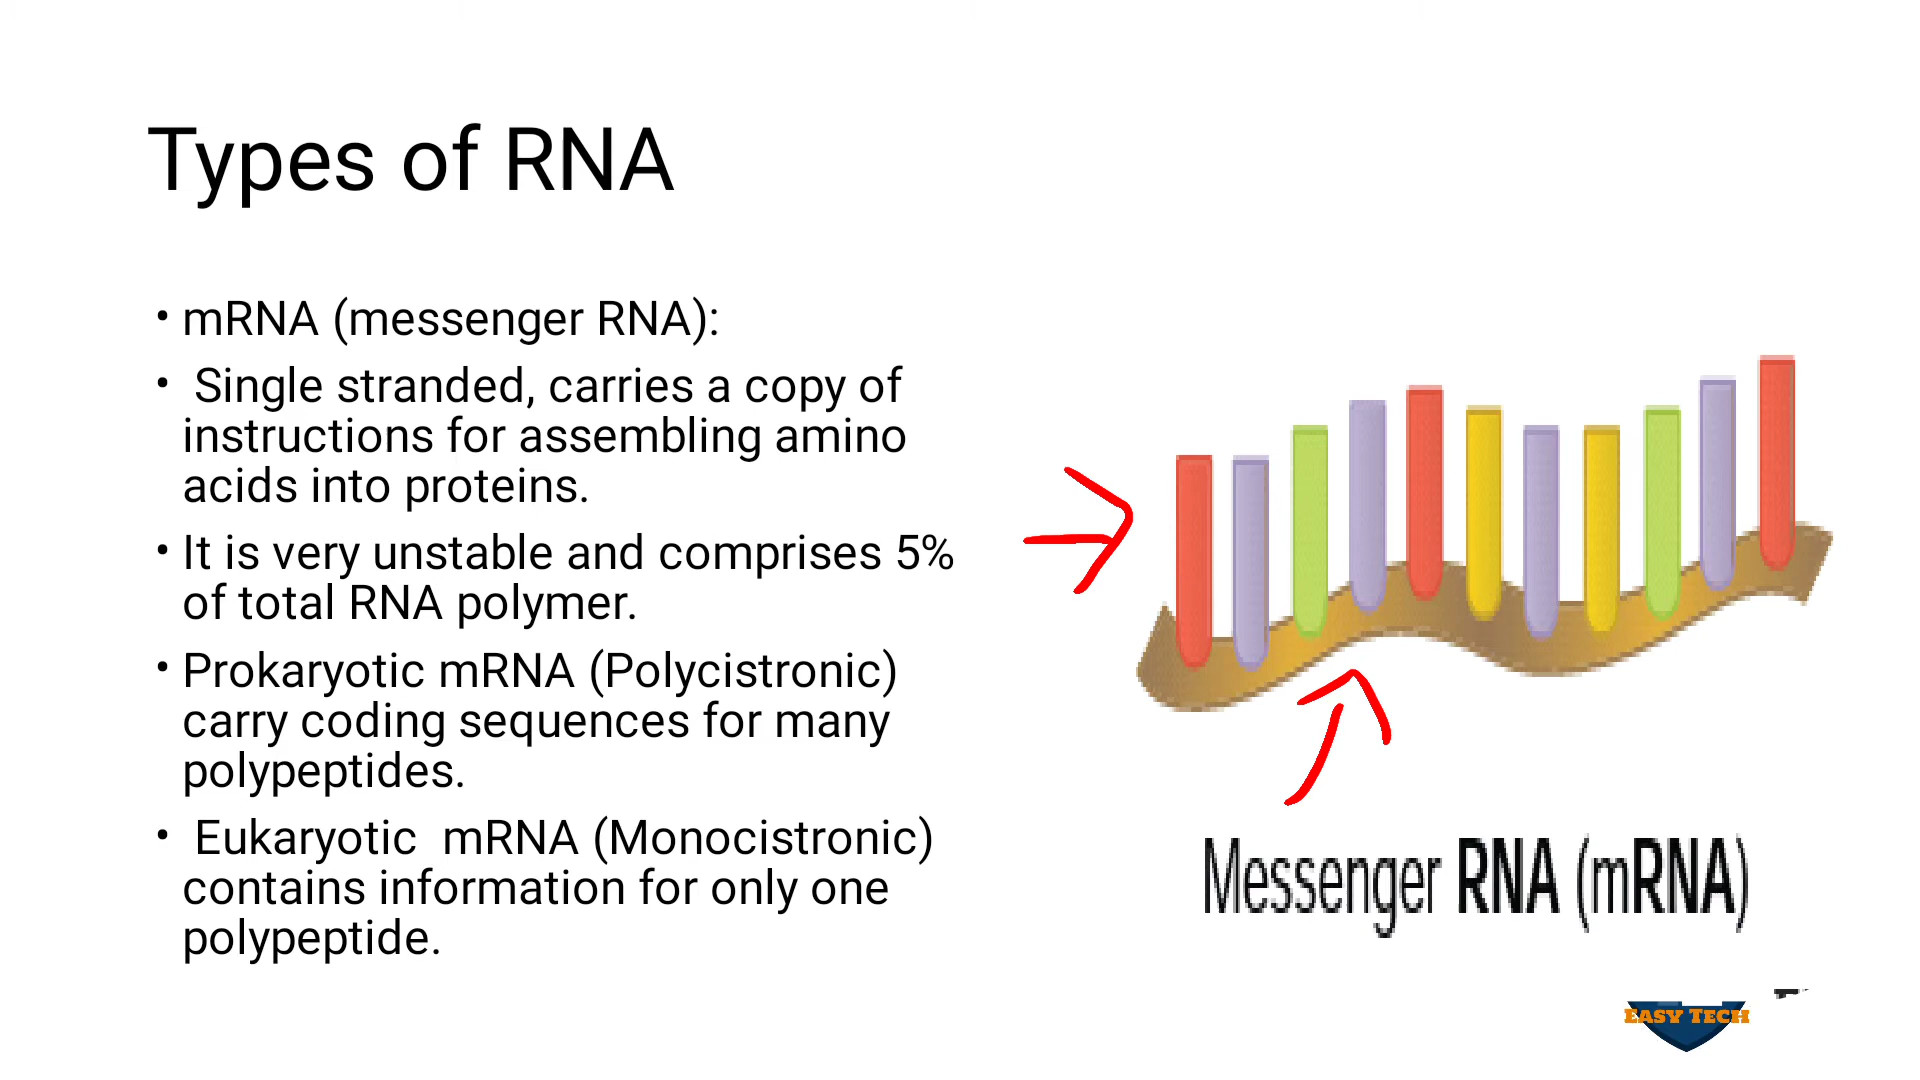 Types of RNA
• mRNA (messenger RNA):
• Single stranded, carries a copy of
instructions for assembling amino
acids into proteins.
• It is very unstable and comprises 5%
of total RNA polymer.
• Prokaryotic mRNA (Polycistronic)
carry coding sequences for many
polypeptides.
• Eukaryotic mRNA (Monocistronic)
contains information for only one
polypeptide.
Messenger RNA (mRNA)
EASY TECH